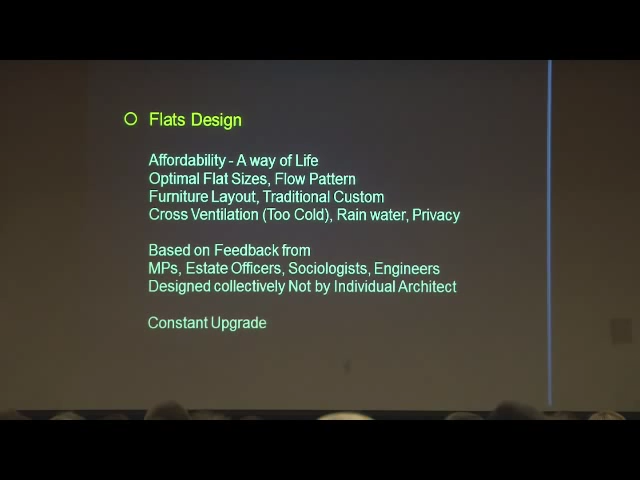 Flats Design
Affordability - A way of Life
Optimal Flat Sizes, Flow Pattern
Furniture Layout, Traditional Custom
Cross Ventilation (Too Cold), Rain water, Privacy
Based on Feedback from
MPs, Estate Officers, Sociologists, Engineers
Designed collectively Not by Individual Architect
Constant Upgrade